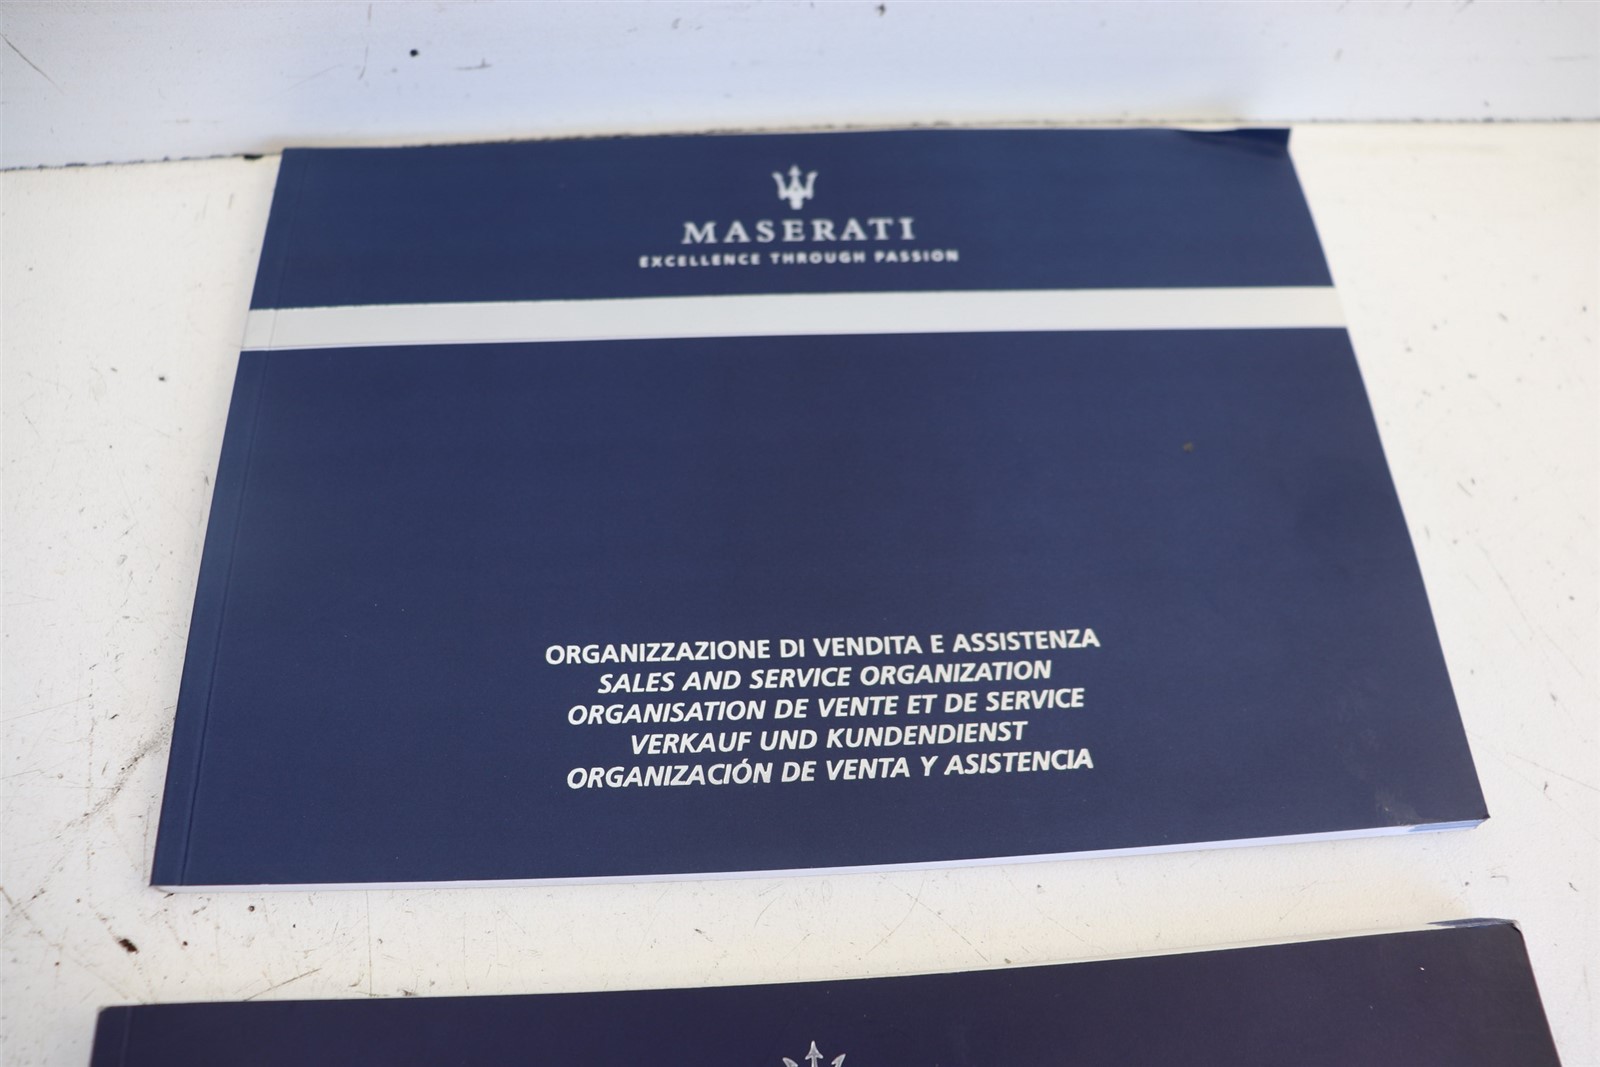 MASERATI
EXCELLENCE THROUGH PASSION
ORGANIZZAZIONE DI VENDITA E ASSISTENZA
SALES AND SERVICE ORGANIZATION
ORGANISATION DE VENTE ET DE SERVICE
VERKAUF UND KUNDENDIENST
ORGANIZACIÓN DE VENTA Y ASISTENCIA